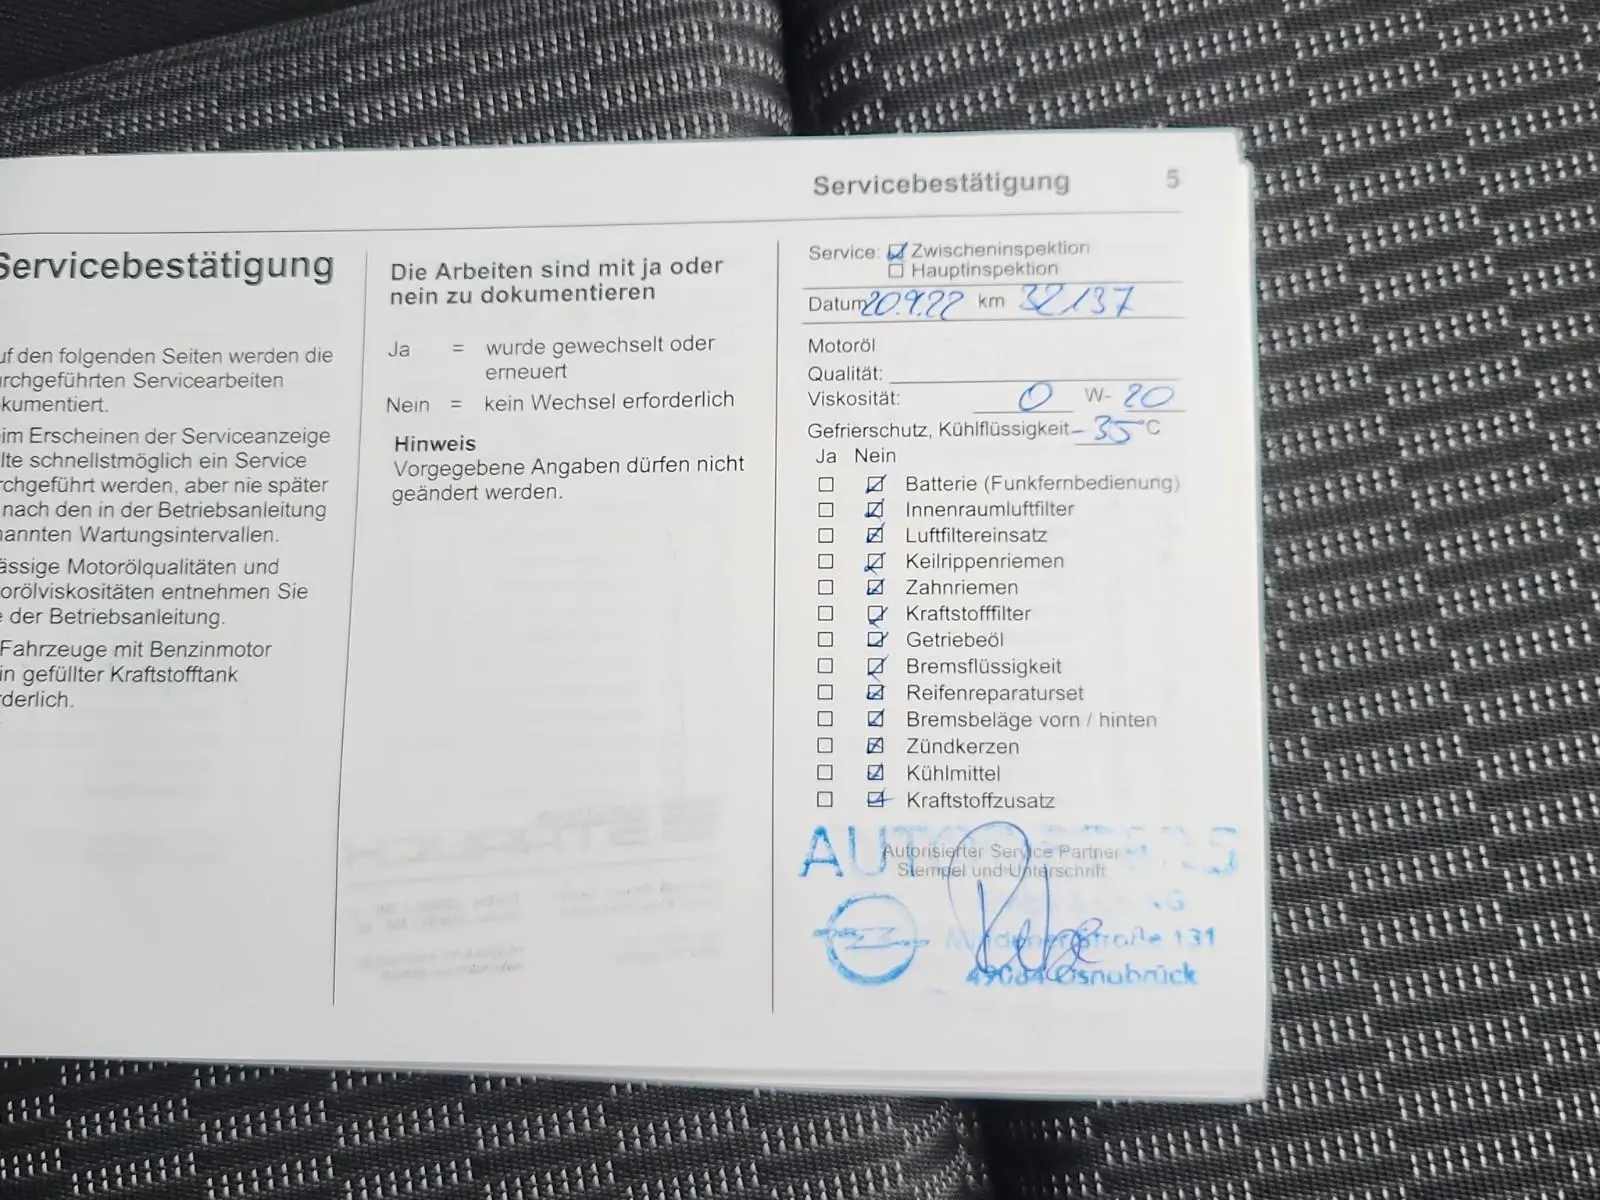 Servicebestätigung 5
Servicebestätigung
uf den folgenden Seiten werden die
rchgeführten Servicearbeiten
kumentiert.
im Erscheinen der Serviceanzeige
lte schnellstmöglich ein Service
rchgeführt werden, aber nie später
nach den in der Betriebsanleitung
annten Wartungsintervallen.
ässige Motorölqualitäten und
orölviskositäten entnehmen Sie
e der Betriebsanleitung.
Fahrzeuge mit Benzinmotor
in gefüllter Kraftstofftank
derlich.
Die Arbeiten sind mit ja oder
nein zu dokumentieren
Ja = wurde gewechselt oder
erneuert
Nein = kein Wechsel erforderlich
Hinweis
Vorgegebene Angaben dürfen nicht
geändert werden.
Service: Zwischeninspektion
Hauptinspektion
Datum 20.9.22 km 32137
Motoröl
Qualität:
Viskosität: 0 W- 20
Gefrierschutz, Kühlflüssigkeit -35 °C
Ja Nein
Batterie (Funkfernbedienung)
Innenraumluftfilter
Luftfiltereinsatz
Keilrippenriemen
Zahnriemen
Kraftstofffilter
Getriebeöl
Bremsflüssigkeit
Reifenreparaturset
Bremsbeläge vorn / hinten
Zündkerzen
Kühlmittel
Kraftstoffzusatz
Autorisierter Service Partner
Stempel und Unterschrift
AG
Mindener Straße 131
49084 Osnabrück